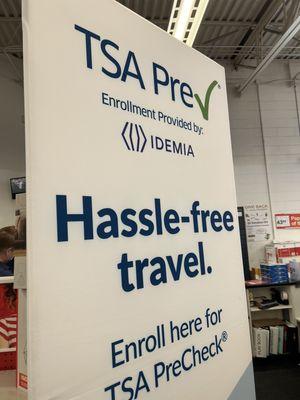 TSA Pre✓®
Enrollment Provided by:
IDEMIA
Hassle-free
travel.
Enroll here for
TSA PreCheck®